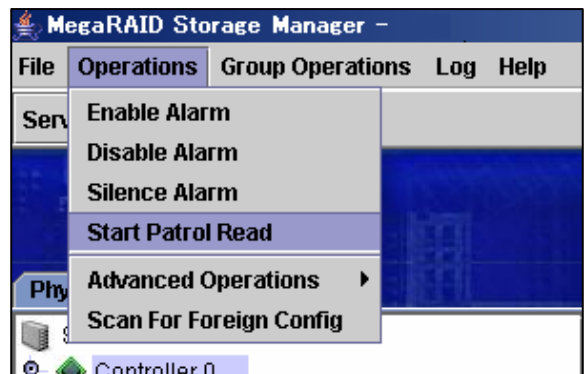 MegaRAID Storage Manager -
File Operations Group Operations Log Help
Enable Alarm
Disable Alarm
Silence Alarm
Start Patrol Read
Advanced Operations
Scan For Foreign Config
Controller 0